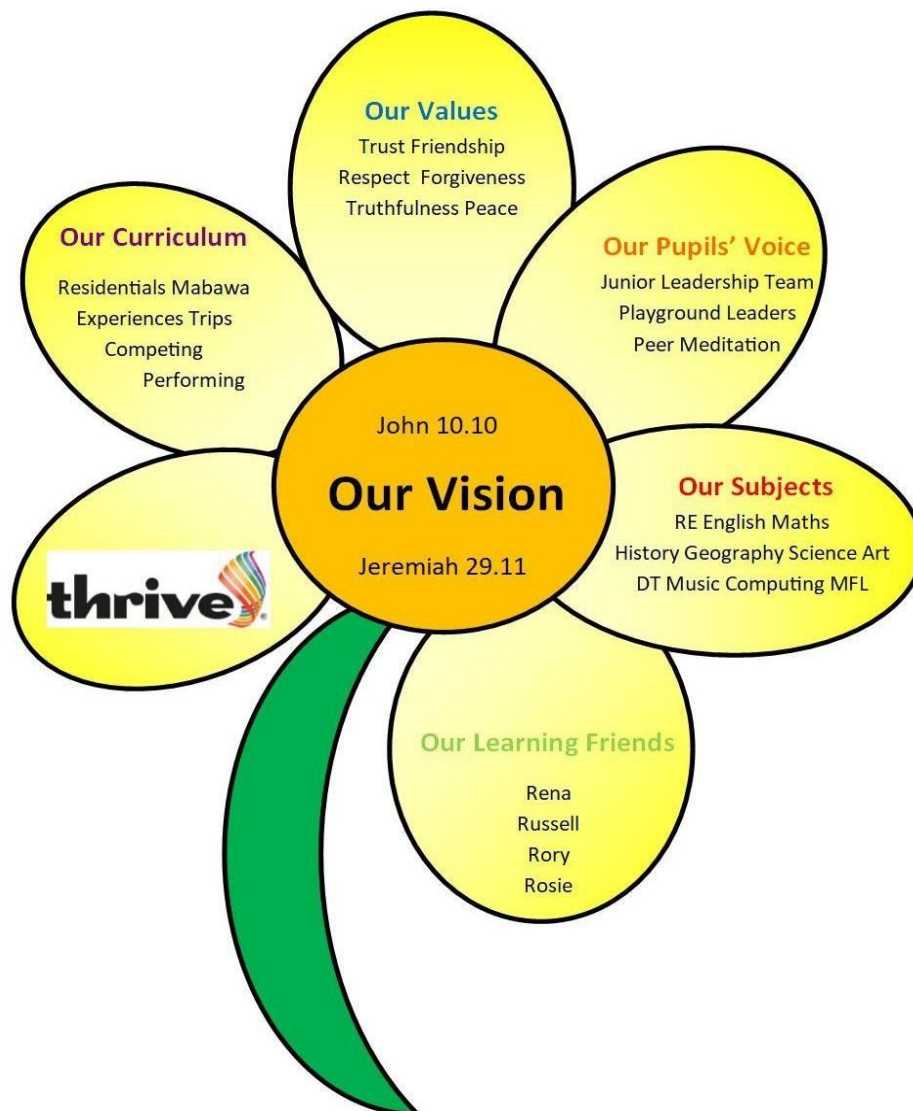 Our Values
Trust Friendship
Respect Forgiveness
Truthfulness Peace
Our Pupils' Voice
Junior Leadership Team
Playground Leaders
Peer Meditation
Our Subjects
RE English Maths
History Geography Science Art
DT Music Computing MFL
Our Learning Friends
Rena
Russell
Rory
Rosie
thrive®
Our Curriculum
Residentials Mabawa
Experiences Trips
Competing
Performing
John 10.10
Our Vision
Jeremiah 29.11